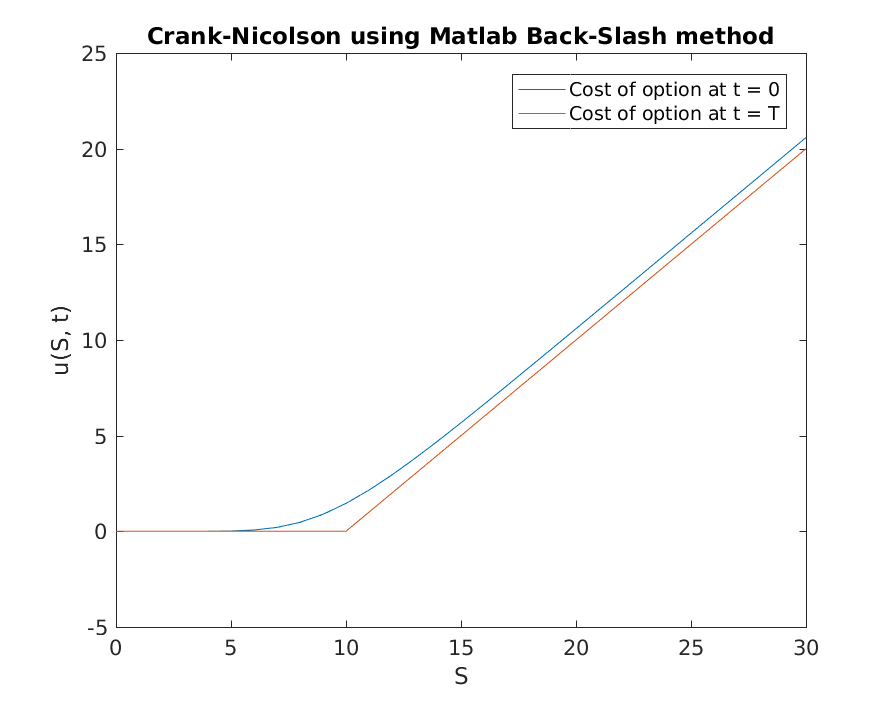 Crank-Nicolson using Matlab Back-Slash method
Cost of option at t = 0
Cost of option at t = T
25
20
15
10
5
0
-5
u(S, t)
0 5 10 15 20 25 30
S